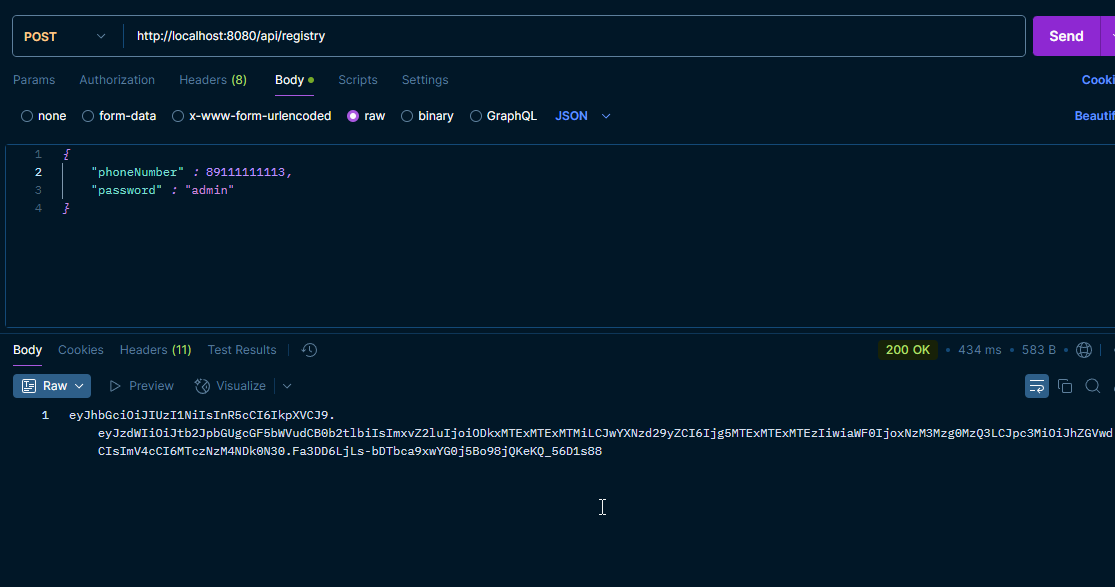 POST http://localhost:8080/api/registry Send
Params Authorization Headers (8) Body Scripts Settings Cooki
none form-data x-www-form-urlencoded raw binary GraphQL JSON Beautif
1 {
2 "phoneNumber" : 89111111113,
3 "password" : "admin"
4 }
Body Cookies Headers (11) Test Results 200 OK • 434 ms • 583 B •
Raw Preview Visualize
1 eyJhbGciOiJIUzI1NiIsInR5cCI6IkpXVCJ9.
eyJzdWIiOiJtb2JpbGUgcGF5bWVudCB0b2tlbiIsImxvZ2luIjoiODkxMTExMTExMTMiLCJwYXNzd29yZCI6Ijg5MTExMTExMTEzIiwiaWF0IjoxNzM3Mzg0MzQ3LCJpc3MiOiJhZGVwd
CIsImV4cCI6MTczNzM4NDk0N30.Fa3DD6LjLs-bDTbca9xwYG0j5Bo98jQKeKQ_56D1s88